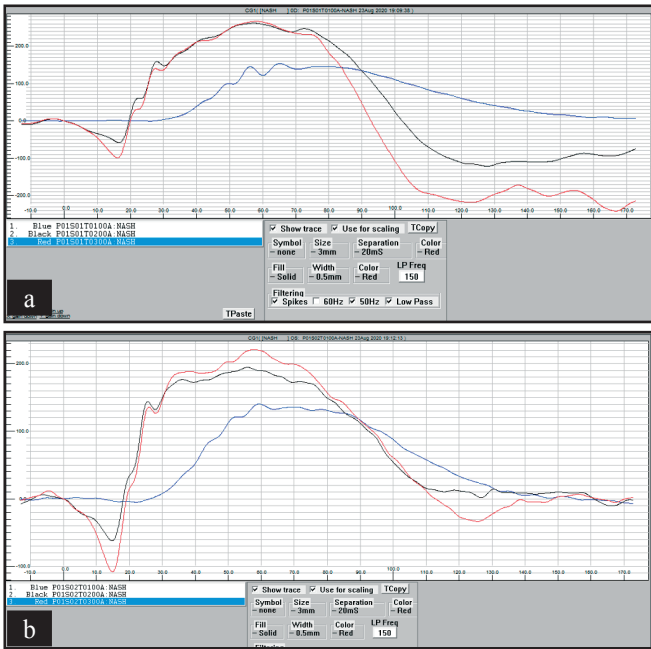 CG1: [NASH ] OD: P01S01T0100A-NASH 23Aug 2020 19:09:35 )
200.0
100.0
0.0
-100.0
200.0
-10.0 0.0 10.0 20.0 30.0 40.0 50.0 60.0 70.0 80.0 90.0 100.0 110.0 120.0 130.0 140.0 150.0 160.0 170.0
1. Blue P01S01T0100A:NASH
2. Black P01S01T0200A:NASH
3 Red P01S01T0300A:NASH
Show trace Use for scaling TCopy
Symbol Size Separation Color
- none - 3mm - 20mS - Red
Fill Width Color LP Freq
- Solid - 0.5mm - Red 150
Filtering
Spikes 60Hz 50Hz Low Pass
TPaste
a
CG1: [NASH ] OS: P01S02T0100A-NASH 23Aug 2020 19:12:13 )
200.0
100.0
0.0
-100.0
-10.0 0.0 10.0 20.0 30.0 40.0 50.0 60.0 70.0 80.0 90.0 100.0 110.0 120.0 130.0 140.0 150.0 160.0 170.0
1. Blue P01S02T0100A:NASH
2. Black P01S02T0200A:NASH
3 Red P01S02T0300A:NASH
Show trace Use for scaling TCopy
Symbol Size Separation Color
- none - 3mm - 20mS - Red
Fill Width Color LP Freq
- Solid - 0.5mm - Red 150
Filtering
b